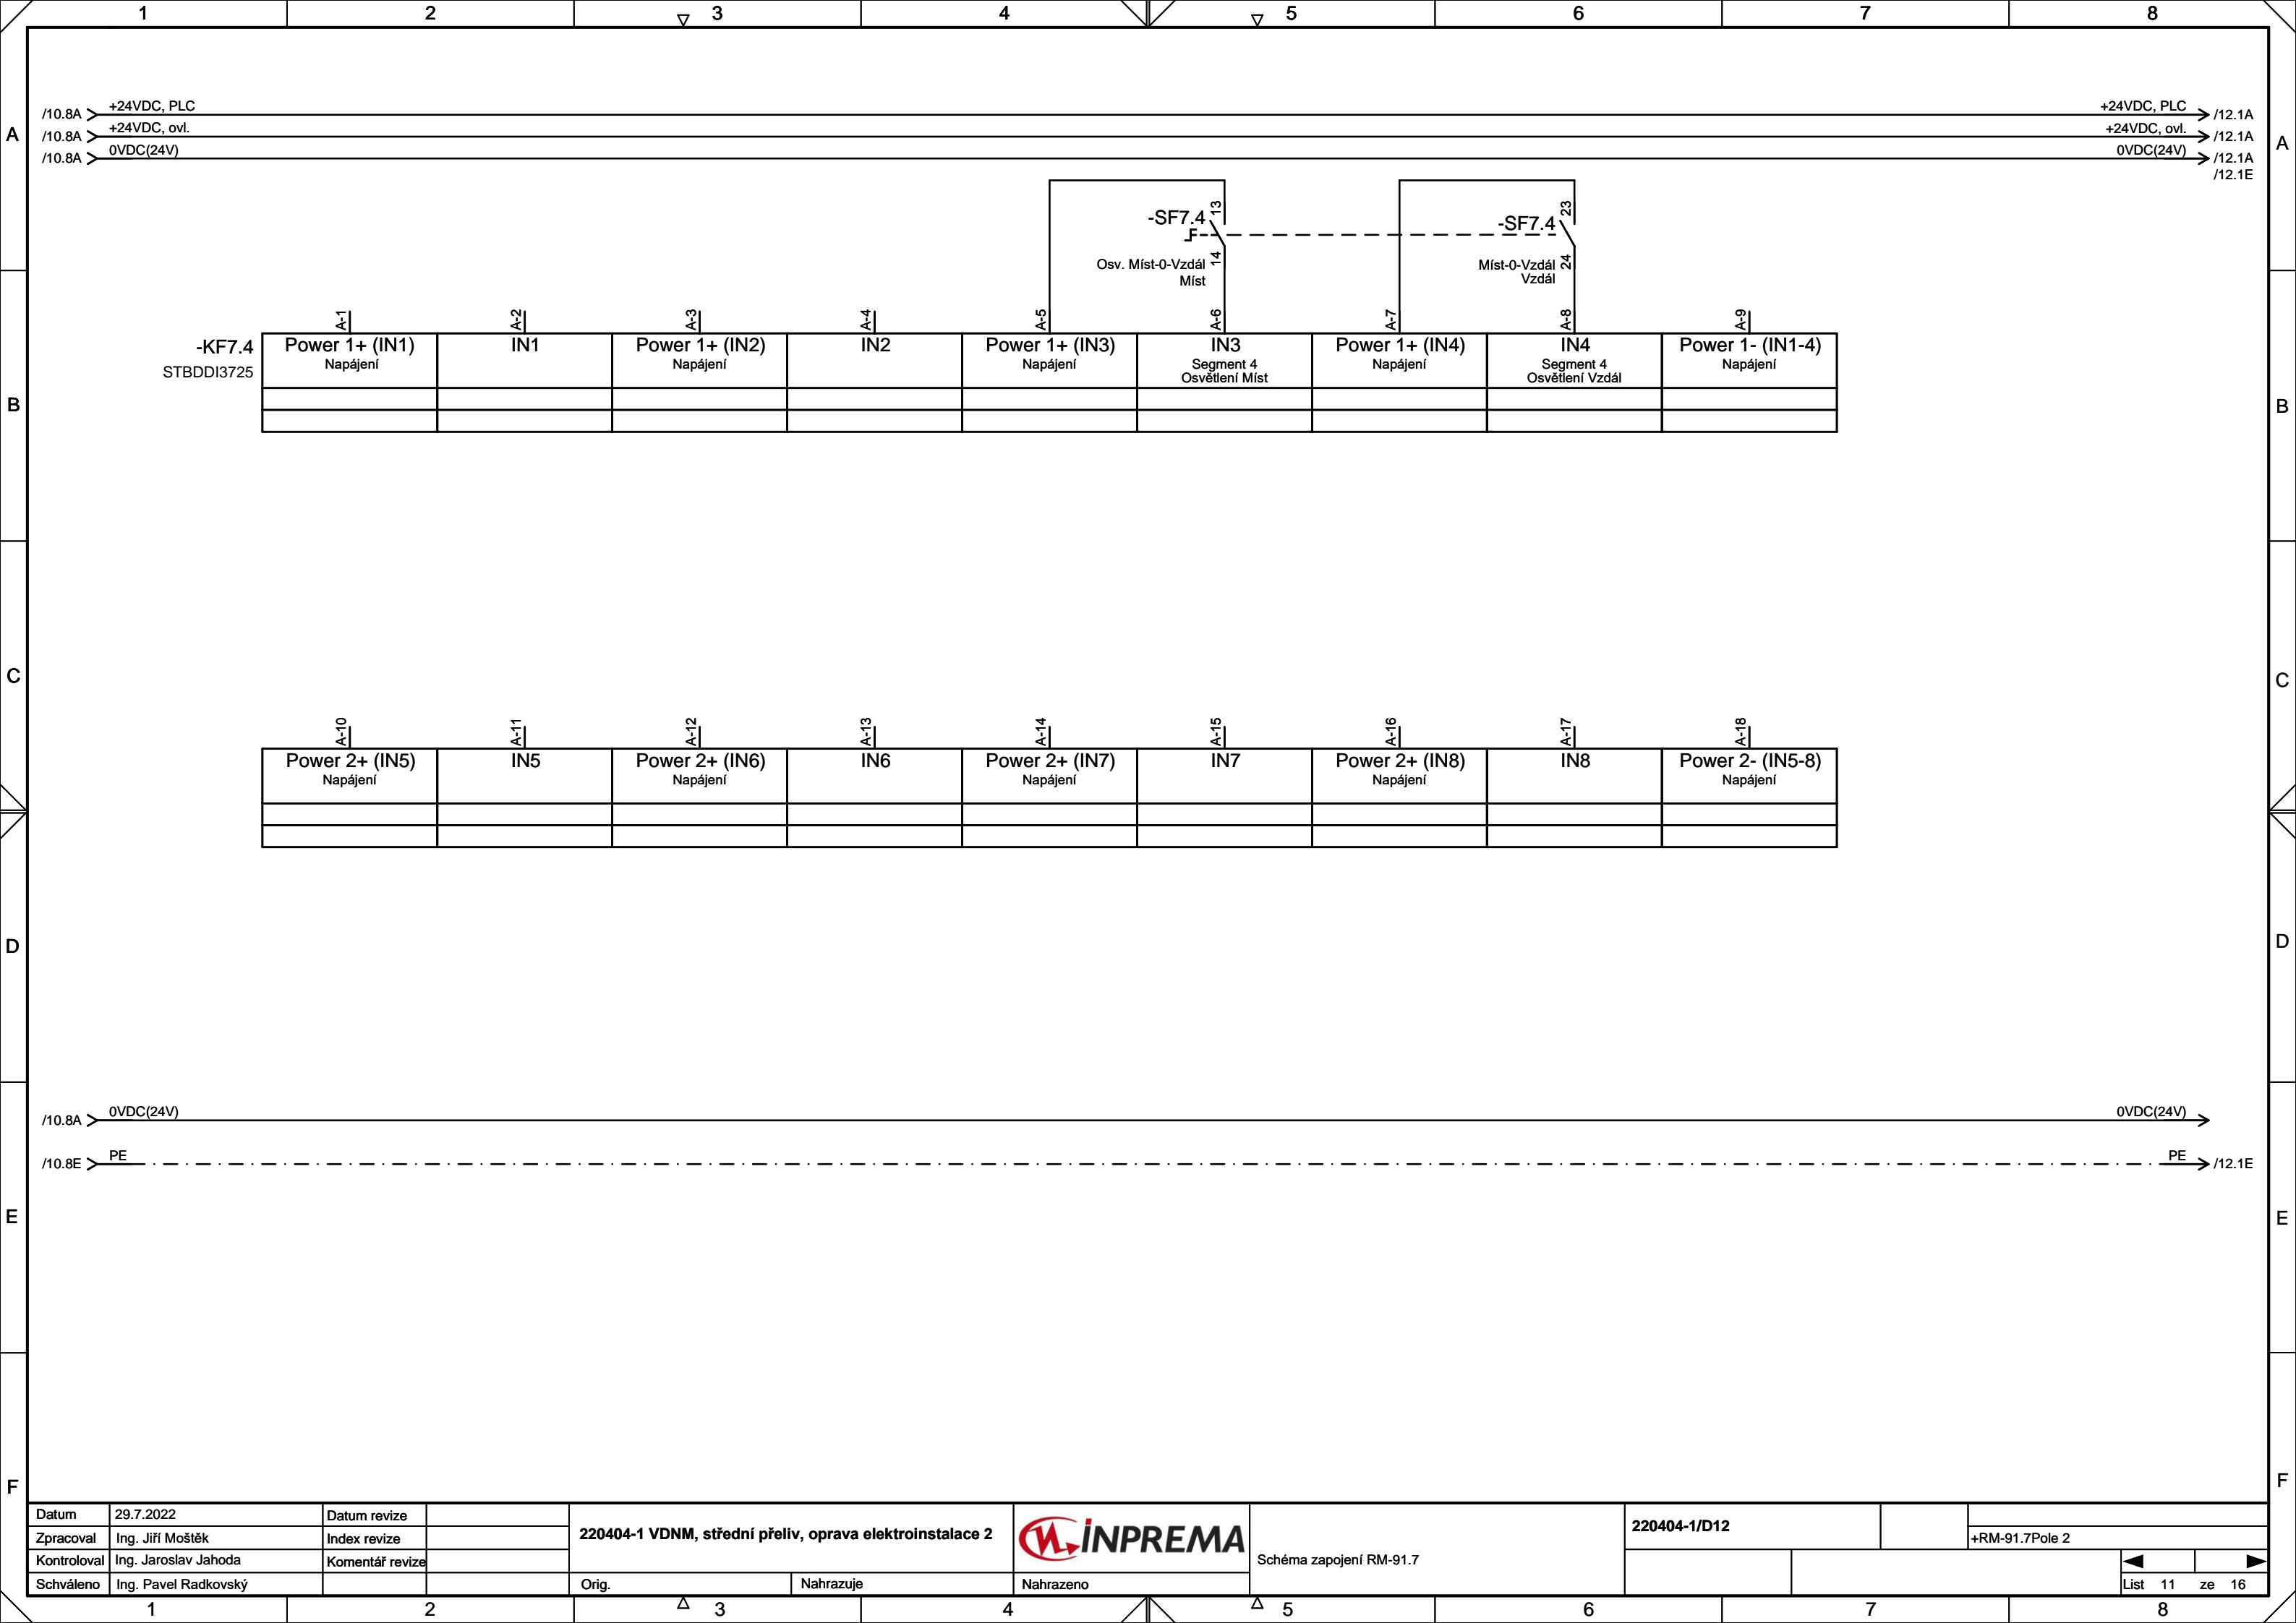 1 2 3 4 5 6 7 8
A A
B B
C C
D D
E E
F F
/10.8A +24VDC, PLC +24VDC, PLC /12.1A
/10.8A +24VDC, ovl. +24VDC, ovl. /12.1A
/10.8A 0VDC(24V) 0VDC(24V) /12.1A
/12.1E
-SF7.4 13 -SF7.4 23
Osv. Míst-0-Vzdál 14 Míst-0-Vzdál 24
Míst Vzdál
A-1 A-2 A-3 A-4 A-5 A-6 A-7 A-8 A-9
-KF7.4 Power 1+ (IN1) IN1 Power 1+ (IN2) IN2 Power 1+ (IN3) IN3 Power 1+ (IN4) IN4 Power 1- (IN1-4)
STBDDI3725 Napájení Napájení Napájení Segment 4 Napájení Segment 4 Napájení
Osvětlení Míst Osvětlení Vzdál
A-10 A-11 A-12 A-13 A-14 A-15 A-16 A-17 A-18
Power 2+ (IN5) IN5 Power 2+ (IN6) IN6 Power 2+ (IN7) IN7 Power 2+ (IN8) IN8 Power 2- (IN5-8)
Napájení Napájení Napájení Napájení Napájení
/10.8A 0VDC(24V) 0VDC(24V)
/10.8E PE PE /12.1E
Datum 29.7.2022 Datum revize
Zpracoval Ing. Jiří Moštěk Index revize
Kontroloval Ing. Jaroslav Jahoda Komentář revize
Schváleno Ing. Pavel Radkovský
220404-1 VDNM, střední přeliv, oprava elektroinstalace 2
Orig. Nahrazuje Nahrazeno
INPREMA
Schéma zapojení RM-91.7
220404-1/D12
+RM-91.7Pole 2
List 11 ze 16
1 2 3 4 5 6 7 8